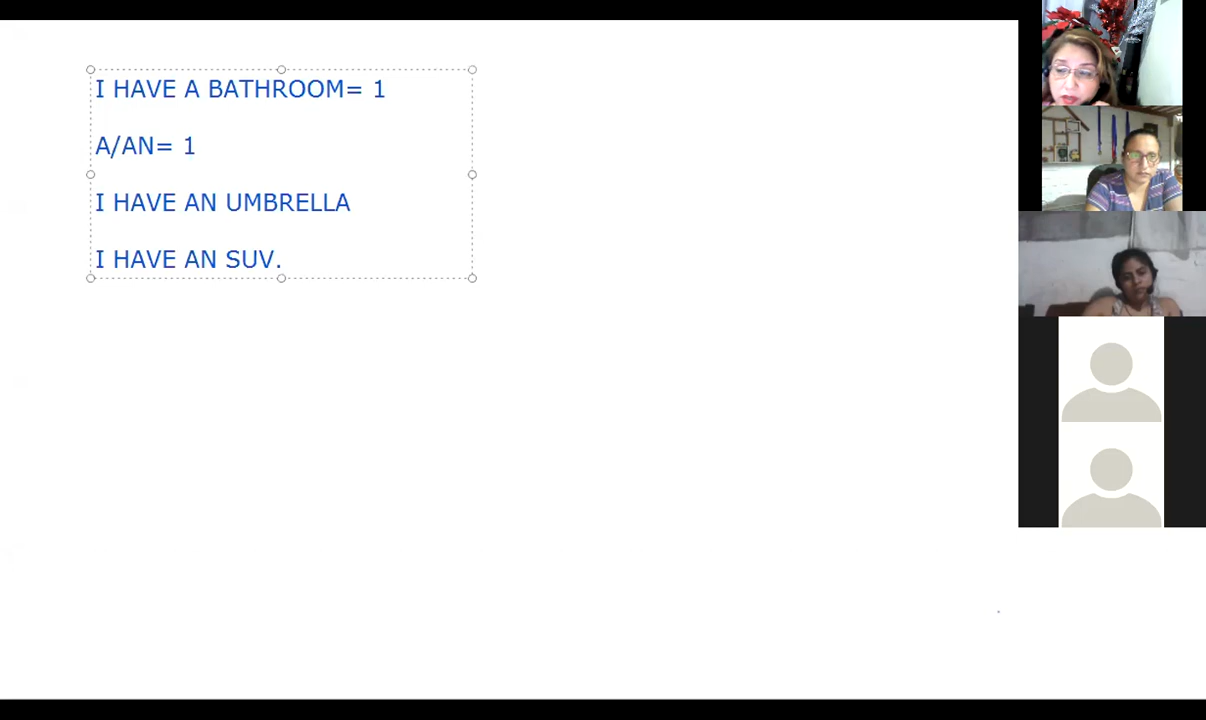 I HAVE A BATHROOM= 1
A/AN= 1
I HAVE AN UMBRELLA
I HAVE AN SUV.